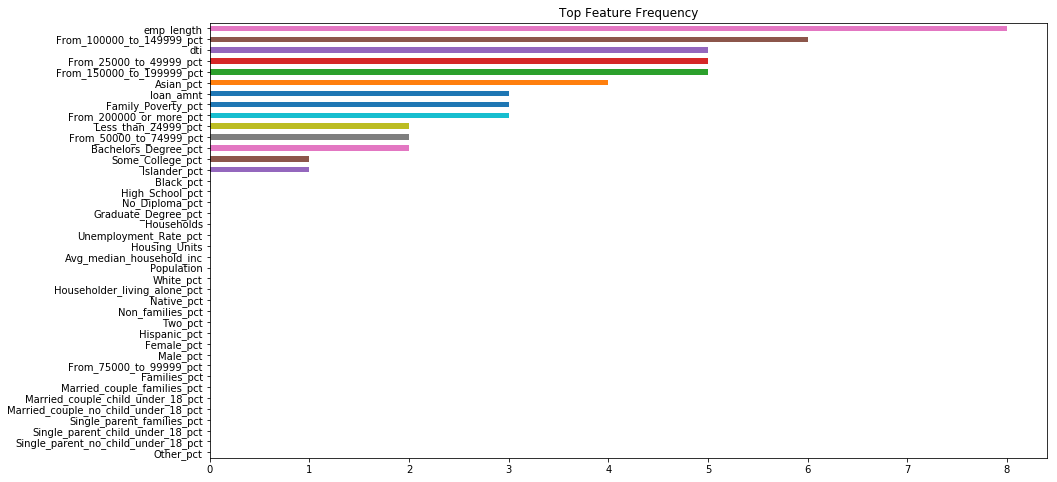 Top Feature Frequency
emp_length
From_100000_to_149999_pct
dti
From_25000_to_49999_pct
From_150000_to_199999_pct
Asian_pct
loan_amnt
Family_Poverty_pct
From_200000_or_more_pct
Less_than_24999_pct
From_50000_to_74999_pct
Bachelors_Degree_pct
Some_College_pct
Islander_pct
Black_pct
High_School_pct
No_Diploma_pct
Graduate_Degree_pct
Households
Unemployment_Rate_pct
Housing_Units
Avg_median_household_inc
Population
White_pct
Householder_living_alone_pct
Native_pct
Non_families_pct
Two_pct
Hispanic_pct
Female_pct
Male_pct
From_75000_to_99999_pct
Families_pct
Married_couple_families_pct
Married_couple_child_under_18_pct
Married_couple_no_child_under_18_pct
Single_parent_families_pct
Single_parent_child_under_18_pct
Single_parent_no_child_under_18_pct
Other_pct
0 1 2 3 4 5 6 7 8